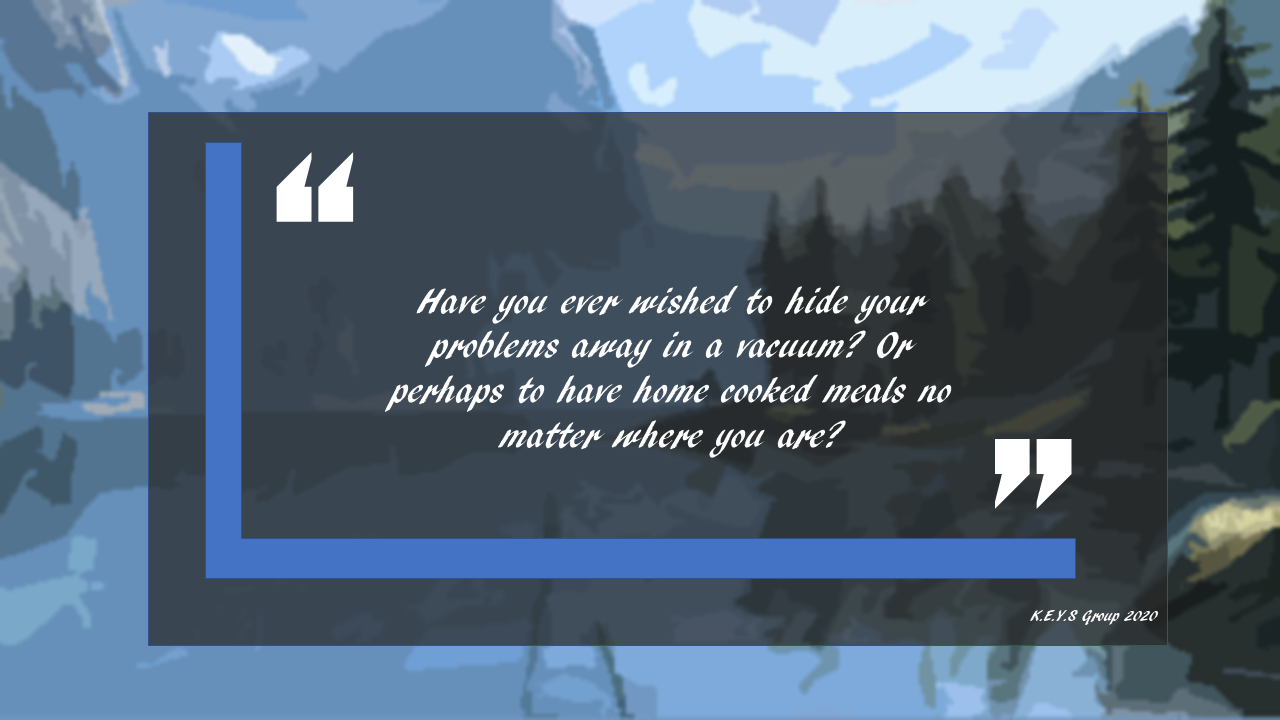 “
Have you ever wished to hide your
problems away in a vacuum? Or
perhaps to have home cooked meals no
matter where you are?
”
K.E.Y.S Group 2020